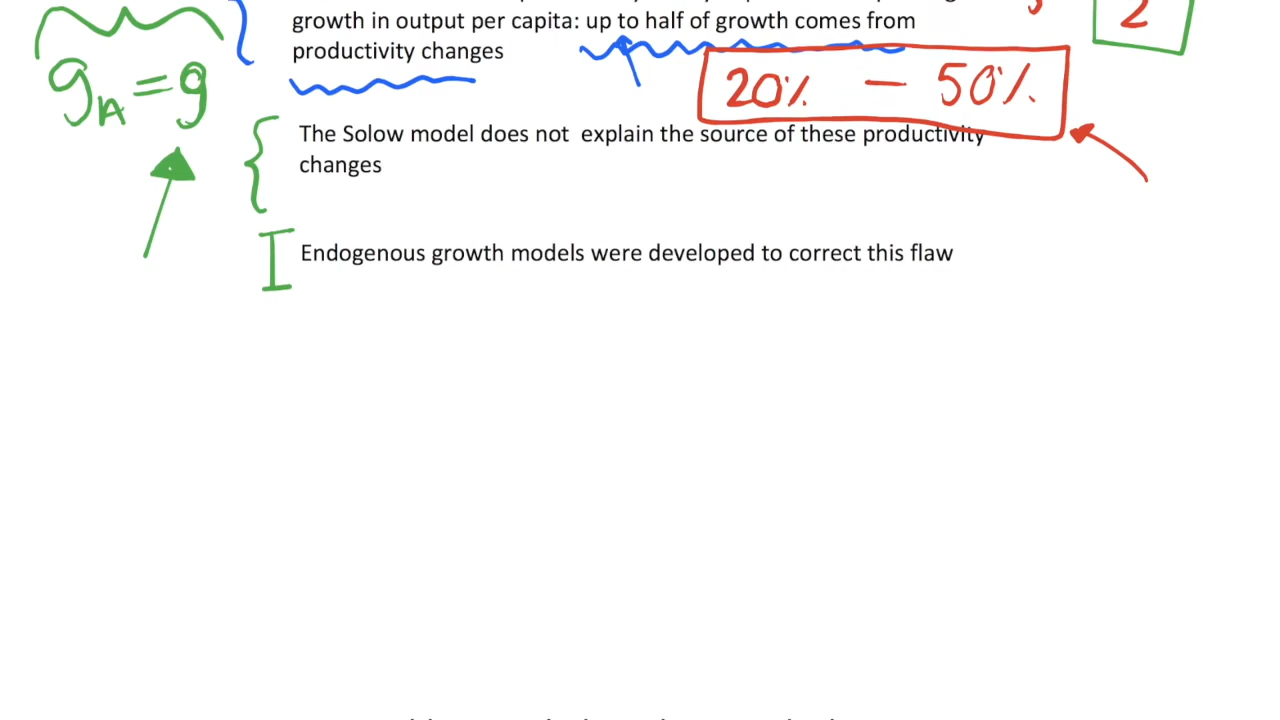 growth in output per capita: up to half of growth comes from
2
productivity changes
g_A = g
20% - 50%
The Solow model does not explain the source of these productivity
changes
Endogenous growth models were developed to correct this flaw